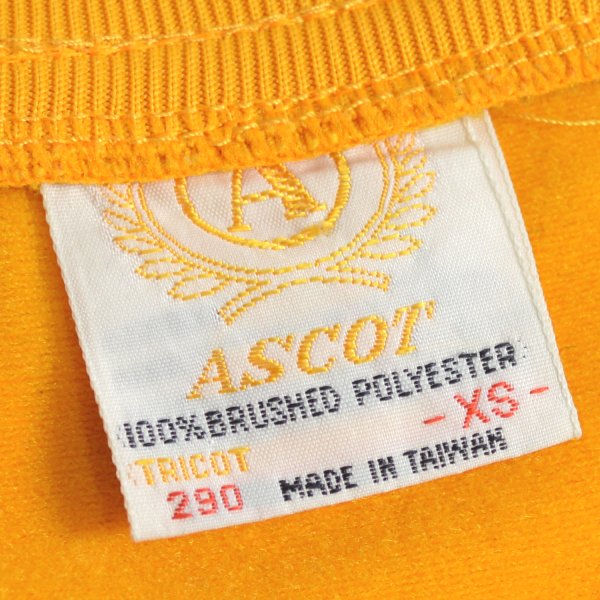 A
ASCOT
100% BRUSHED POLYESTER
TRICOT
- XS -
290
MADE IN TAIWAN